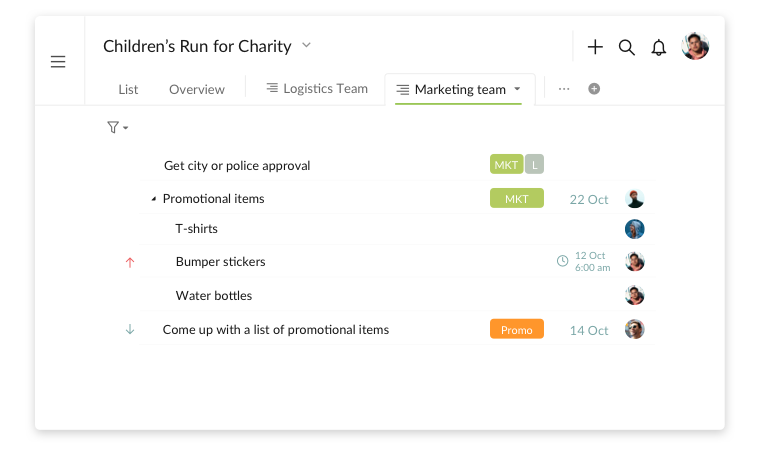 Children’s Run for Charity
List Overview Logistics Team Marketing team
Get city or police approval MKT L
Promotional items MKT 22 Oct
T-shirts
Bumper stickers 12 Oct
6:00 am
Water bottles
Come up with a list of promotional items Promo 14 Oct